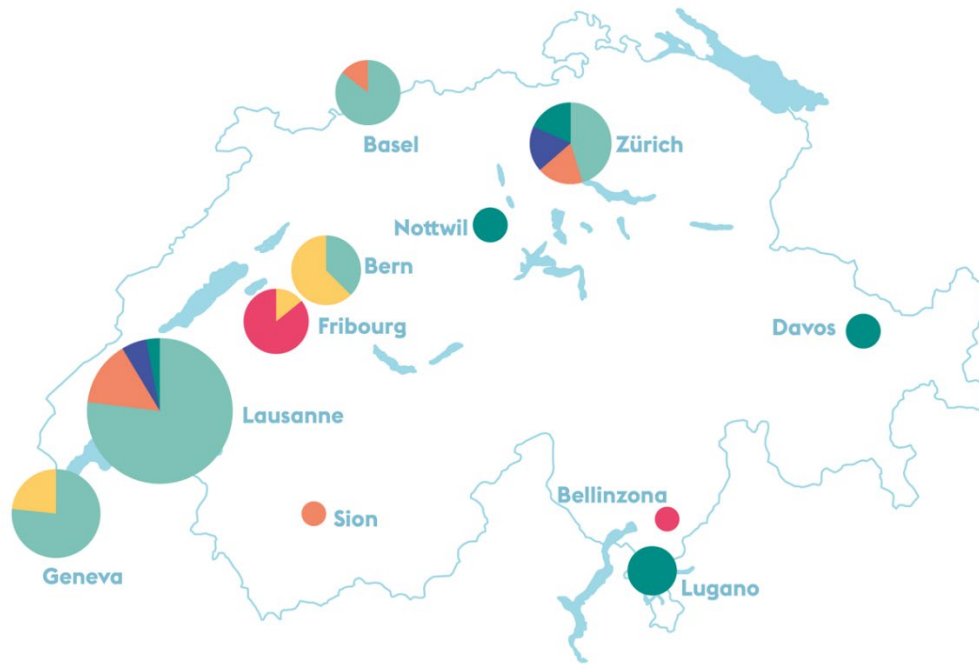 Basel
Zürich
Nottwil
Bern
Fribourg
Davos
Lausanne
Bellinzona
Sion
Geneva
Lugano